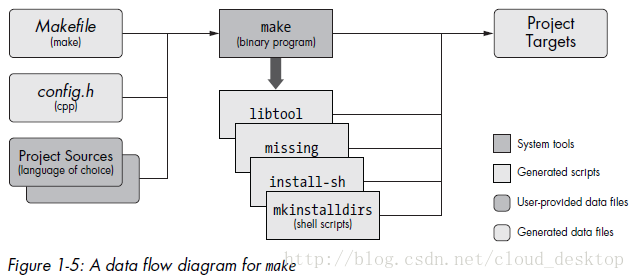 Makefile
(make)
config.h
(cpp)
Project Sources
(language of choice)
make
(binary program)
libtool
missing
install-sh
mkinstalldirs
(shell scripts)
Project
Targets
System tools
Generated scripts
User-provided data files
Generated data files
Figure 1-5: A data flow diagram for make
http://blog.csdn.net/cloud_desktop